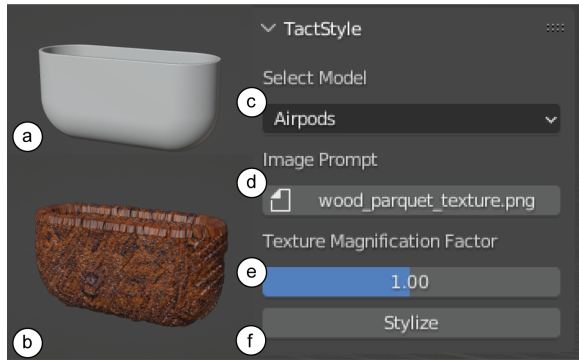 TactStyle
Select Model
c
Airpods
a
Image Prompt
d
wood_parquet_texture.png
Texture Magnification Factor
e
1.00
Stylize
b
f